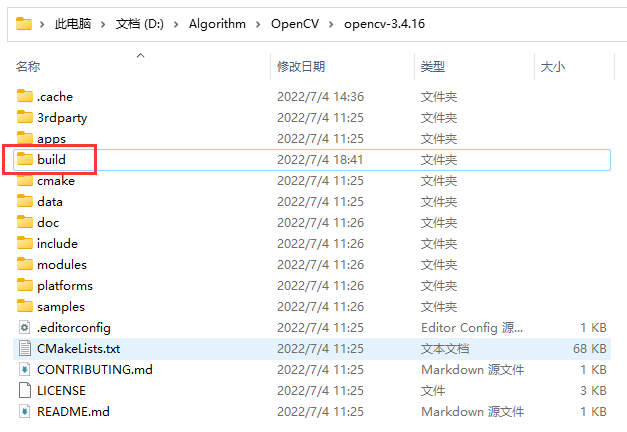 此电脑 › 文档 (D:) › Algorithm › OpenCV › opencv-3.4.16
名称 修改日期 类型 大小
.cache 2022/7/4 14:36 文件夹
3rdparty 2022/7/4 11:25 文件夹
apps 2022/7/4 11:25 文件夹
build 2022/7/4 18:41 文件夹
cmake 2022/7/4 11:25 文件夹
data 2022/7/4 11:25 文件夹
doc 2022/7/4 11:26 文件夹
include 2022/7/4 11:26 文件夹
modules 2022/7/4 11:26 文件夹
platforms 2022/7/4 11:26 文件夹
samples 2022/7/4 11:26 文件夹
.editorconfig 2022/7/4 11:25 Editor Config 源... 1 KB
CMakeLists.txt 2022/7/4 11:25 文本文档 68 KB
CONTRIBUTING.md 2022/7/4 11:25 Markdown 源文件 1 KB
LICENSE 2022/7/4 11:25 文件 3 KB
README.md 2022/7/4 11:25 Markdown 源文件 1 KB